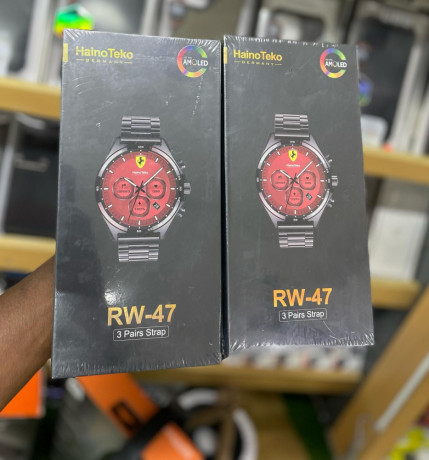 HainoTeko
GERMANY
AMOLED
RW-47
3 Pairs Strap
HainoTeko
GERMANY
AMOLED
RW-47
3 Pairs Strap